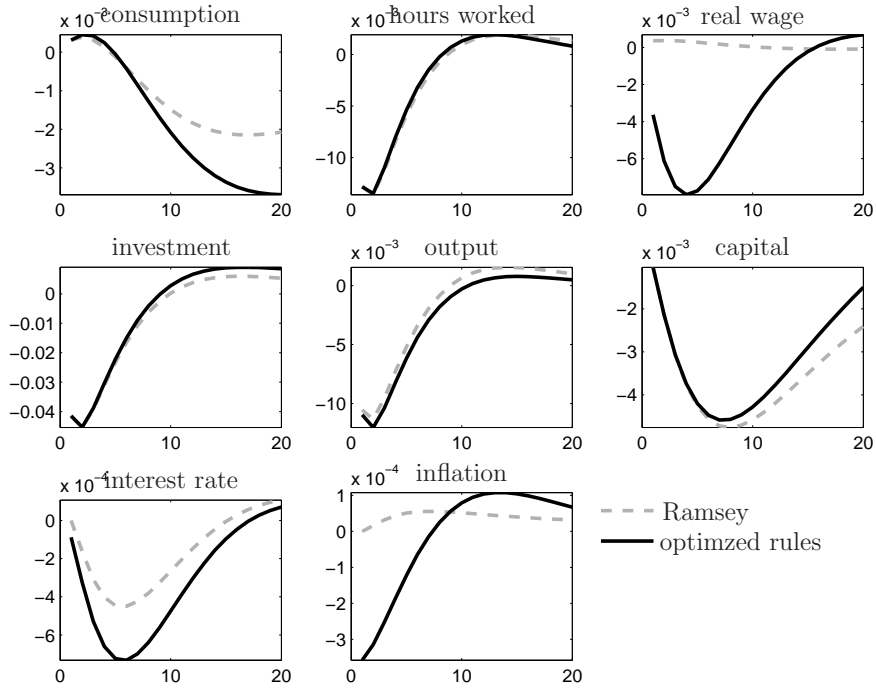 consumption
x 10⁻³
0
−1
−2
−3
0 10 20
hours worked
x 10⁻³
0
−5
−10
0 10 20
real wage
x 10⁻³
0
−2
−4
−6
0 10 20
investment
0
−0.01
−0.02
−0.03
−0.04
0 10 20
output
x 10⁻³
0
−5
−10
0 10 20
capital
x 10⁻³
−2
−3
−4
0 10 20
interest rate
x 10⁻⁴
0
−2
−4
−6
0 10 20
inflation
x 10⁻⁴
1
0
−1
−2
−3
0 10 20
Ramsey
optimzed rules